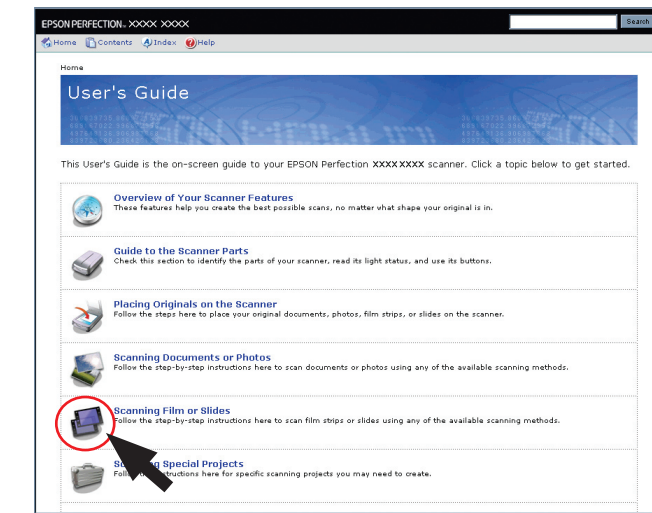 EPSON PERFECTION™ XXXX XXXX
Search
Home Contents Index Help
Home
User's Guide
This User's Guide is the on-screen guide to your EPSON Perfection XXXX XXXX scanner. Click a topic below to get started.
Overview of Your Scanner Features
These features help you create the best possible scans, no matter what shape your original is in.
Guide to the Scanner Parts
Check this section to identify the parts of your scanner, read its light status, and use its buttons.
Placing Originals on the Scanner
Follow the steps here to place your original documents, photos, film strips, or slides on the scanner.
Scanning Documents or Photos
Follow the step-by-step instructions here to scan documents or photos using any of the available scanning methods.
Scanning Film or Slides
Follow the step-by-step instructions here to scan film strips or slides using any of the available scanning methods.
Special Projects
here for specific scanning projects you may need to create.